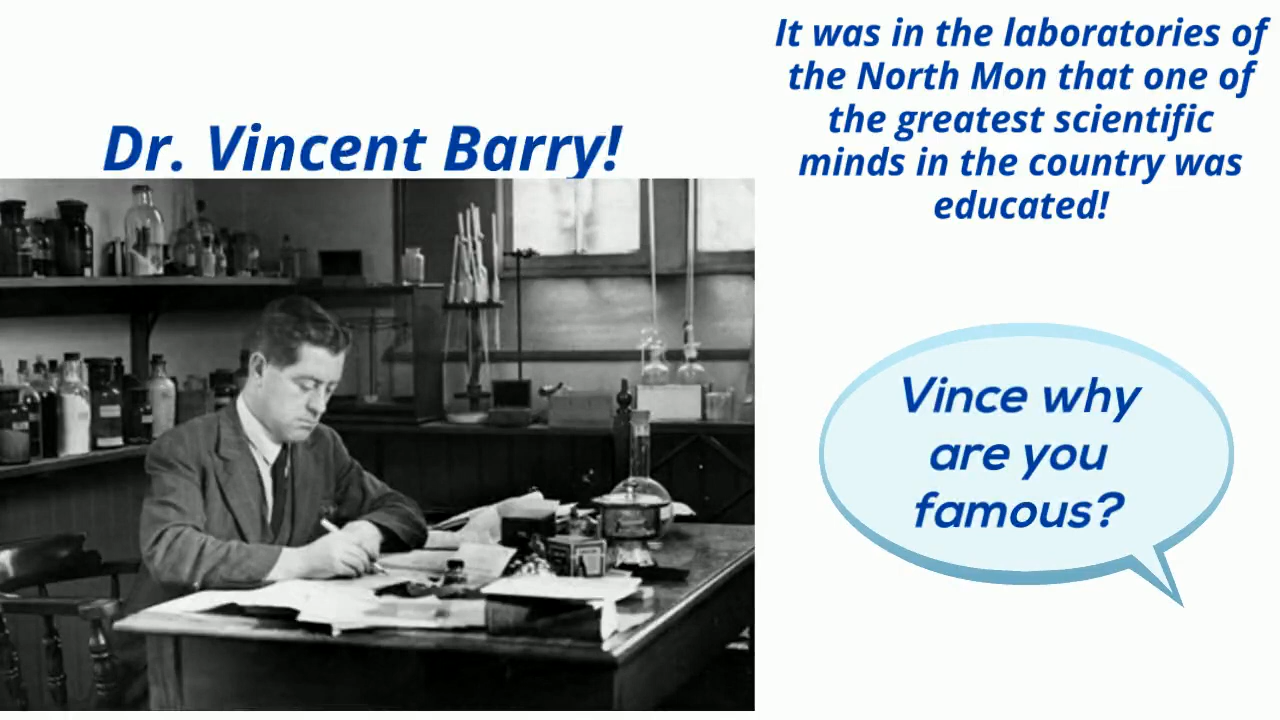 Dr. Vincent Barry!
It was in the laboratories of
the North Mon that one of
the greatest scientific
minds in the country was
educated!
Vince why
are you
famous?